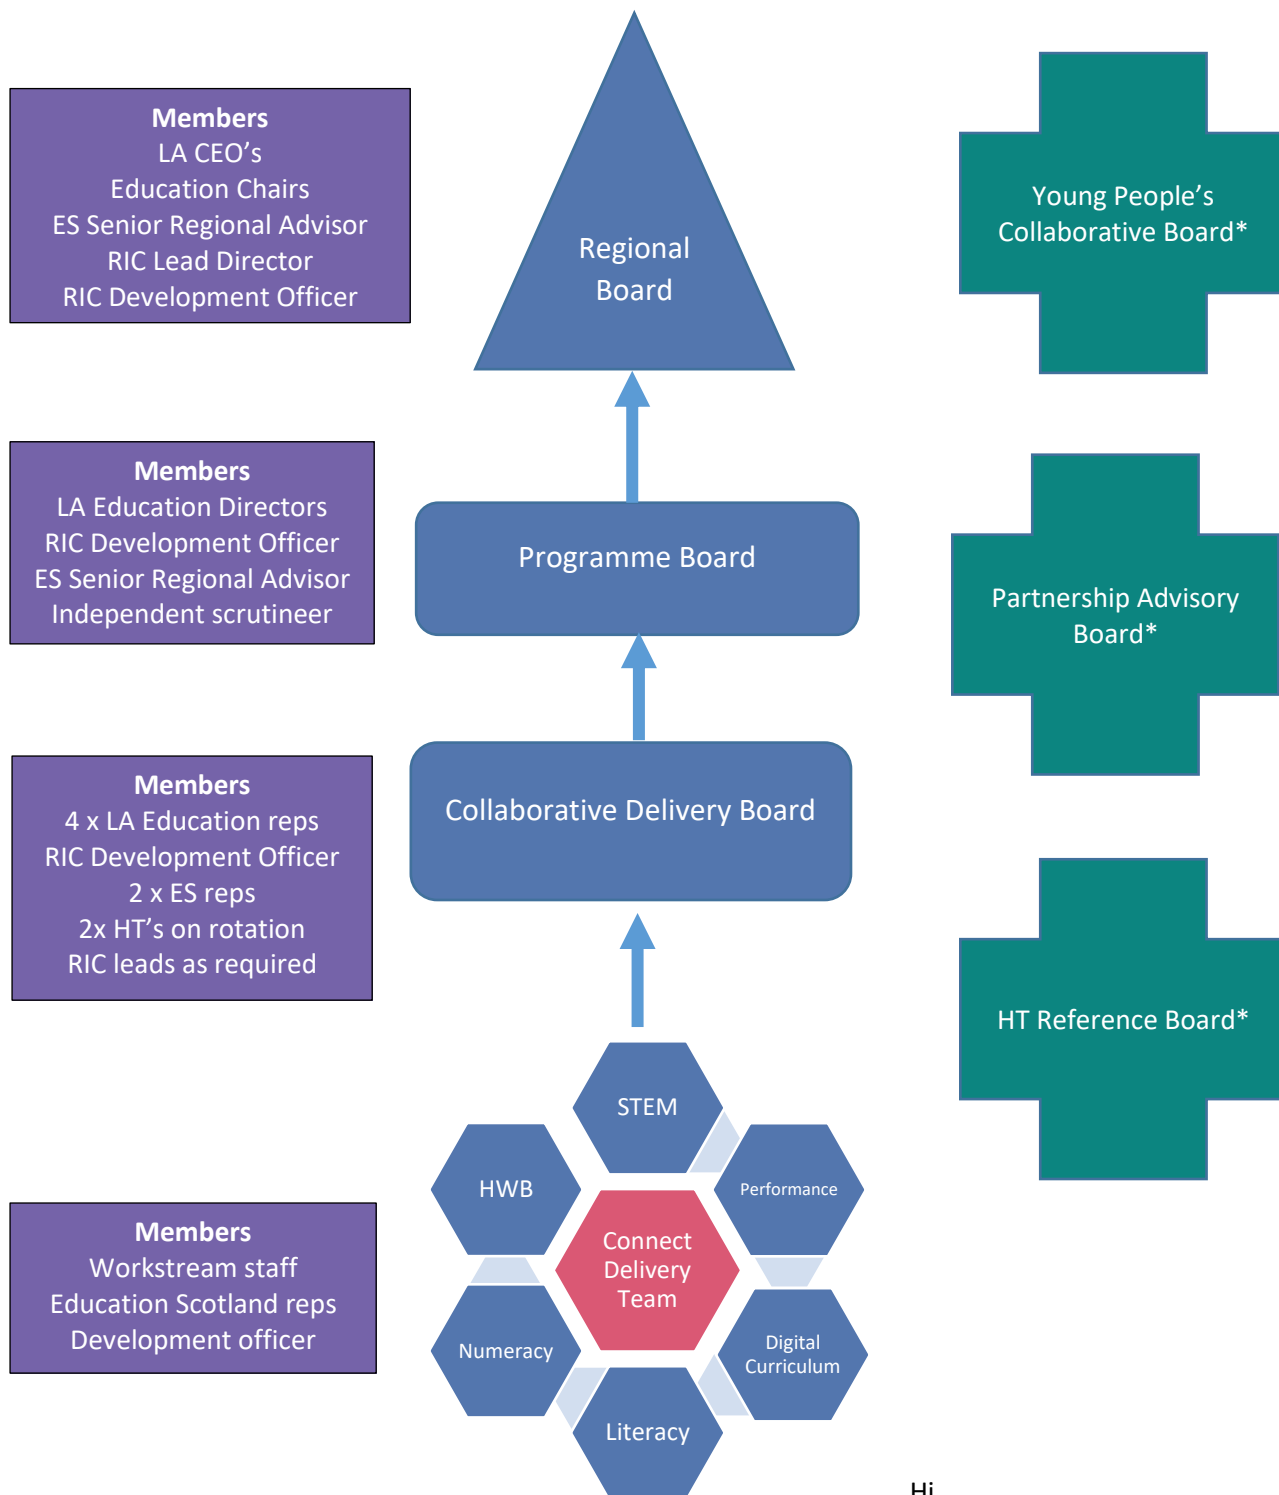 Members
LA CEO’s
Education Chairs
ES Senior Regional Advisor
RIC Lead Director
RIC Development Officer
Regional
Board
Young People’s
Collaborative Board*
Members
LA Education Directors
RIC Development Officer
ES Senior Regional Advisor
Independent scrutineer
Programme Board
Partnership Advisory
Board*
Members
4 x LA Education reps
RIC Development Officer
2 x ES reps
2x HT’s on rotation
RIC leads as required
Collaborative Delivery Board
HT Reference Board*
Members
Workstream staff
Education Scotland reps
Development officer
STEM
HWB
Performance
Connect
Delivery
Team
Numeracy
Digital
Curriculum
Literacy
Hi